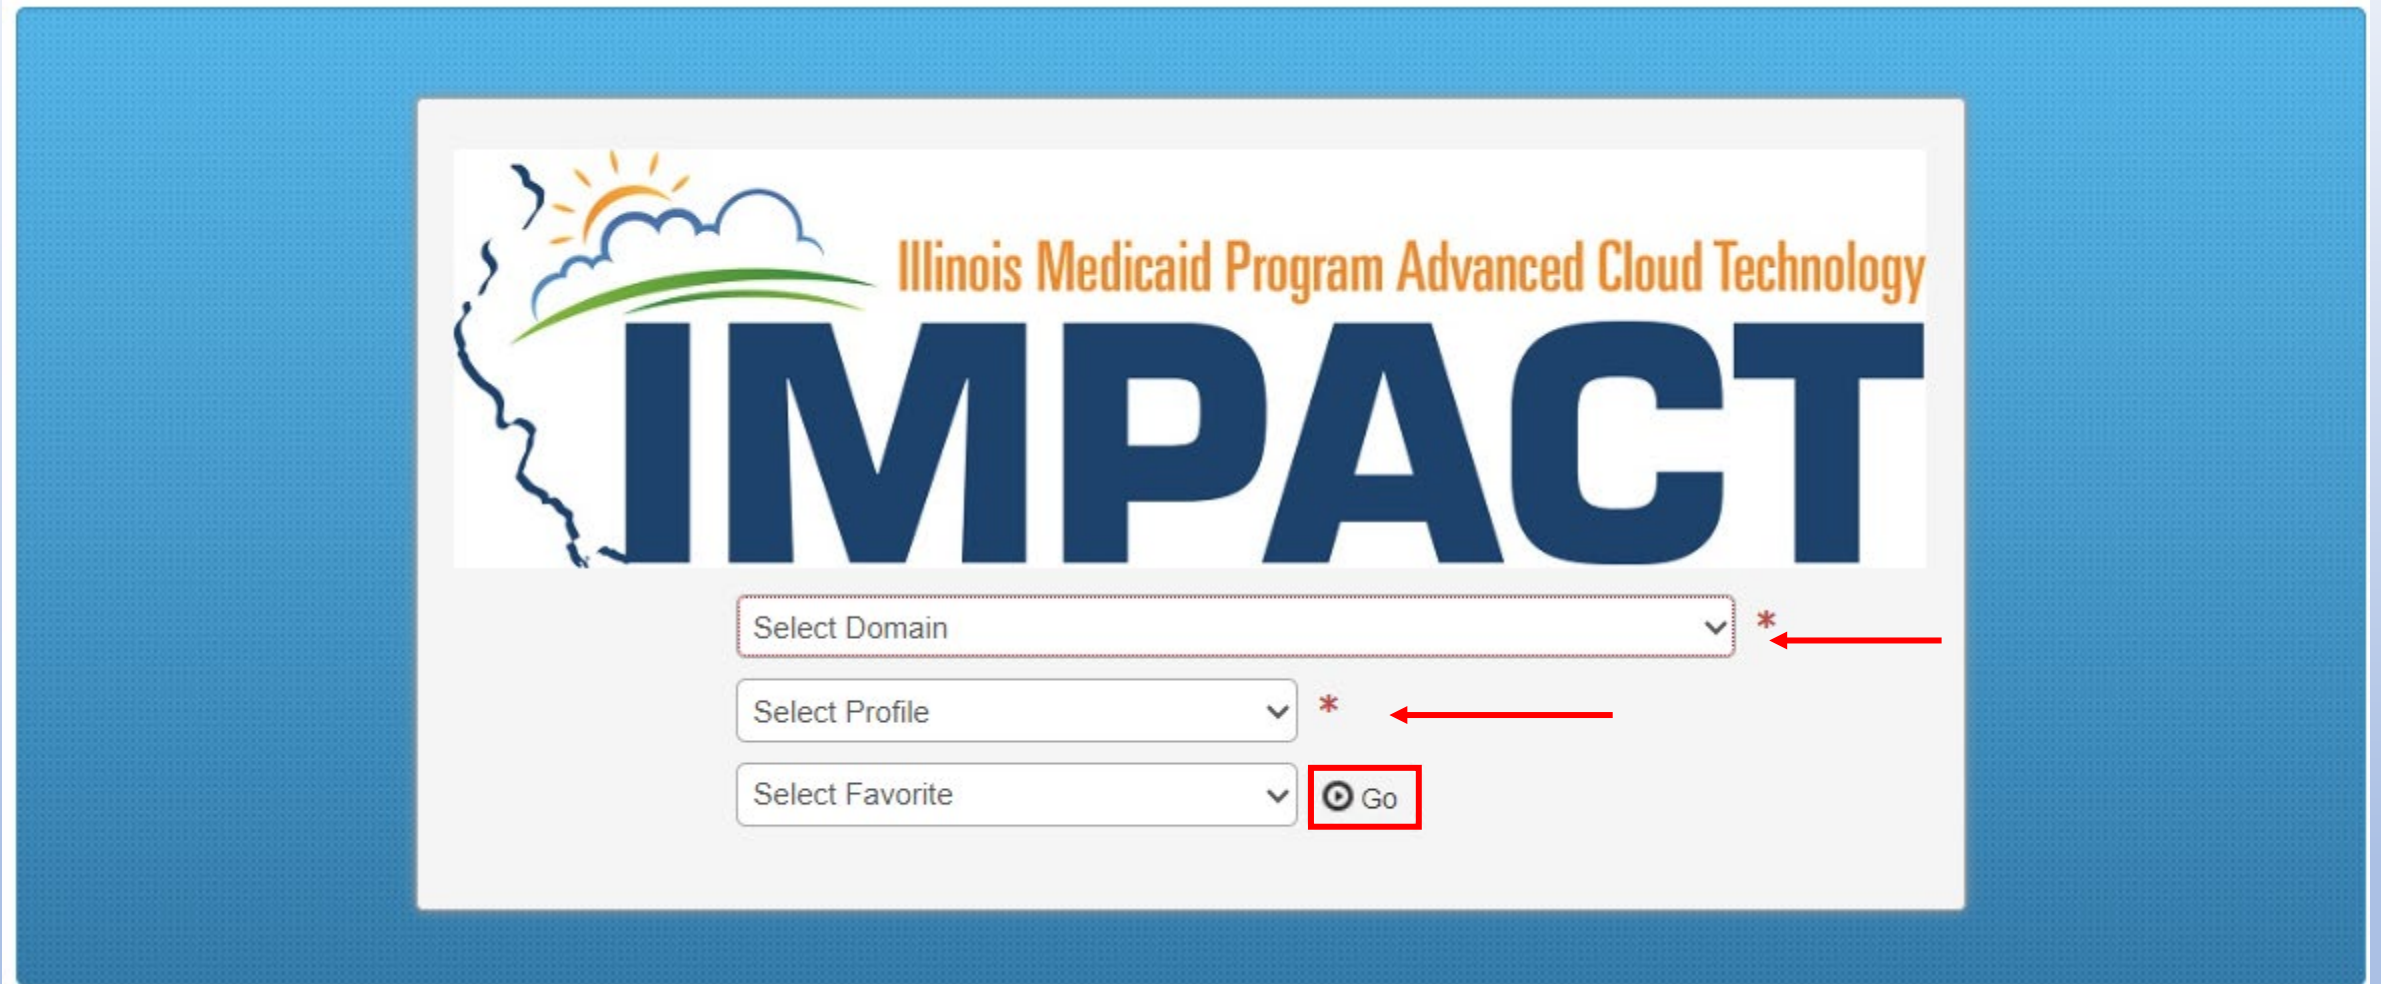 Illinois Medicaid Program Advanced Cloud Technology
IMPACT
Select Domain *
Select Profile *
Select Favorite Go